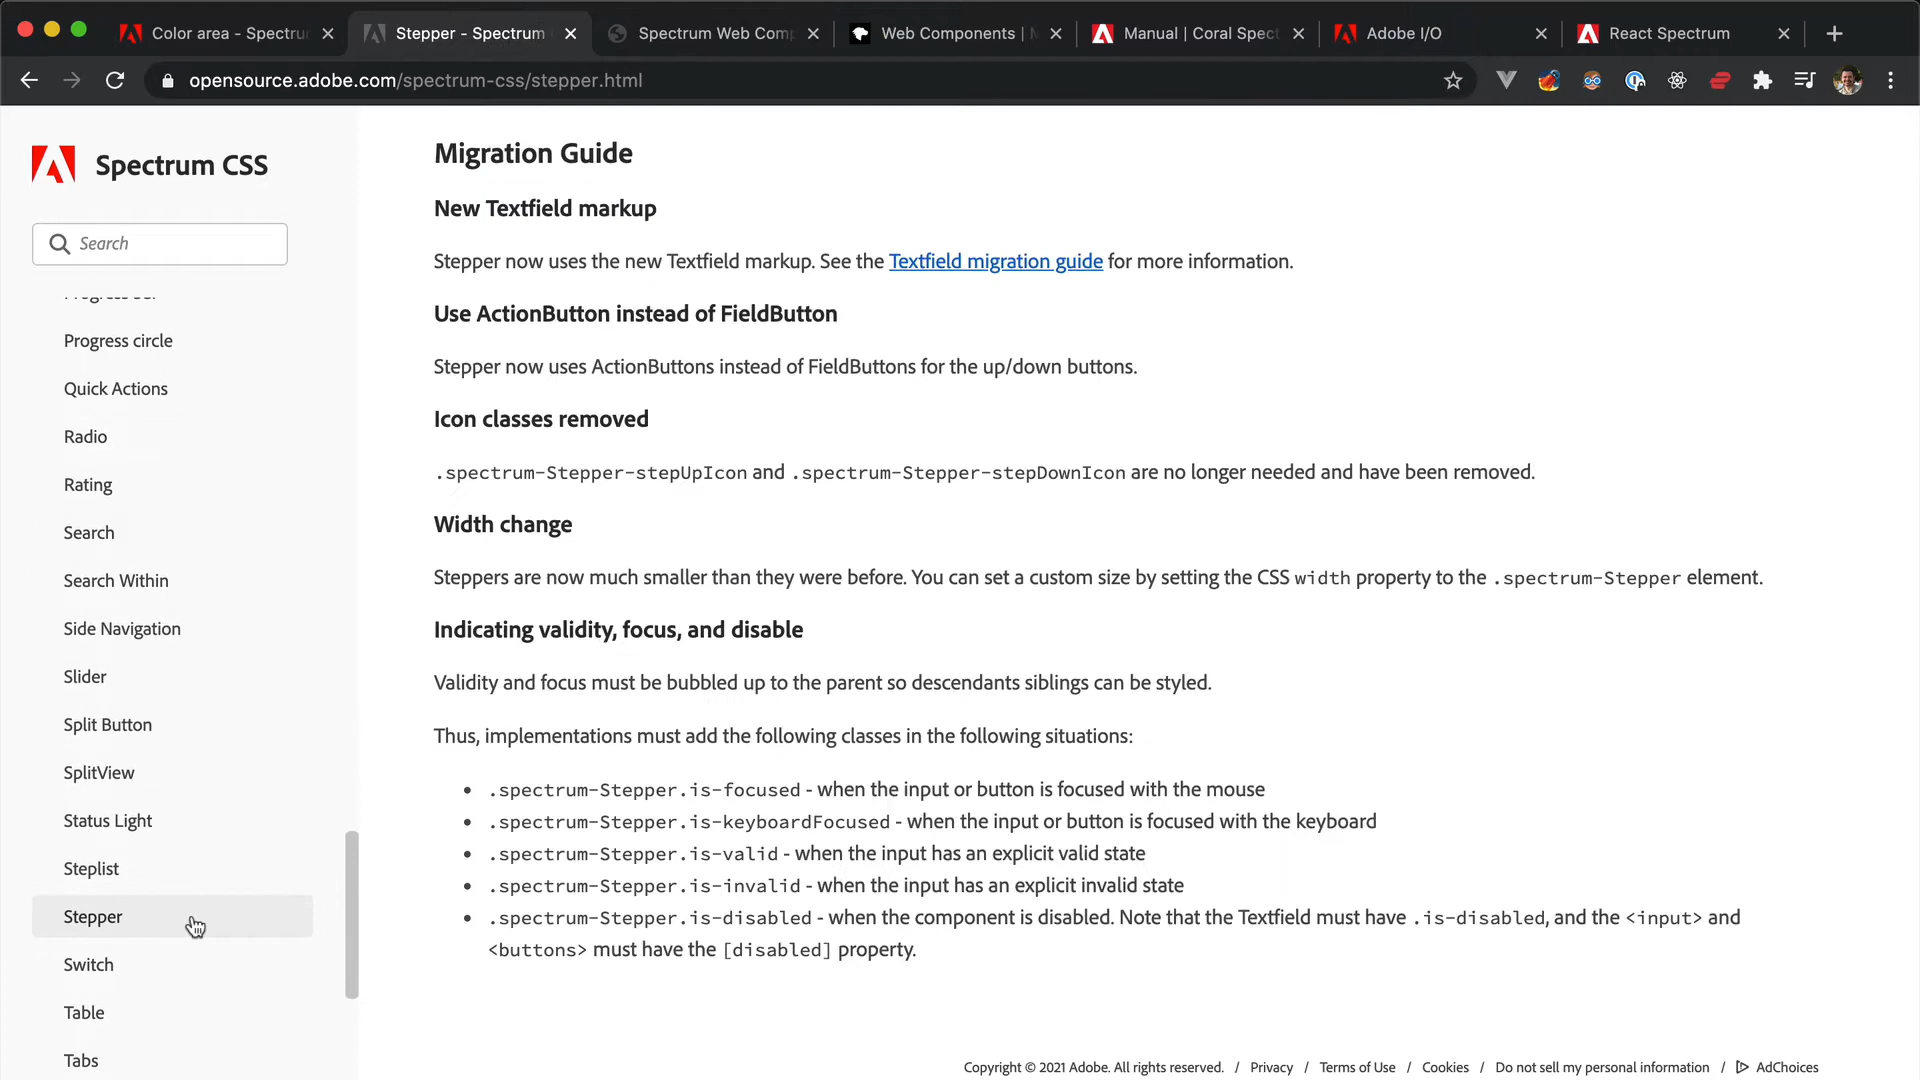 Color area - Spectru
Stepper - Spectrum
Spectrum Web Comp
Web Components | M
Manual | Coral Spect
Adobe I/O
React Spectrum
opensource.adobe.com/spectrum-css/stepper.html
Spectrum CSS
Search
Progress circle
Quick Actions
Radio
Rating
Search
Search Within
Side Navigation
Slider
Split Button
SplitView
Status Light
Steplist
Stepper
Switch
Table
Tabs
Migration Guide
New Textfield markup
Stepper now uses the new Textfield markup. See the Textfield migration guide for more information.
Use ActionButton instead of FieldButton
Stepper now uses ActionButtons instead of FieldButtons for the up/down buttons.
Icon classes removed
.spectrum-Stepper-stepUpIcon and .spectrum-Stepper-stepDownIcon are no longer needed and have been removed.
Width change
Steppers are now much smaller than they were before. You can set a custom size by setting the CSS width property to the .spectrum-Stepper element.
Indicating validity, focus, and disable
Validity and focus must be bubbled up to the parent so descendants siblings can be styled.
Thus, implementations must add the following classes in the following situations:
• .spectrum-Stepper.is-focused - when the input or button is focused with the mouse
• .spectrum-Stepper.is-keyboardFocused - when the input or button is focused with the keyboard
• .spectrum-Stepper.is-valid - when the input has an explicit valid state
• .spectrum-Stepper.is-invalid - when the input has an explicit invalid state
• .spectrum-Stepper.is-disabled - when the component is disabled. Note that the Textfield must have .is-disabled, and the <input> and
<buttons> must have the [disabled] property.
Copyright © 2021 Adobe. All rights reserved. / Privacy / Terms of Use / Cookies / Do not sell my personal information / AdChoices